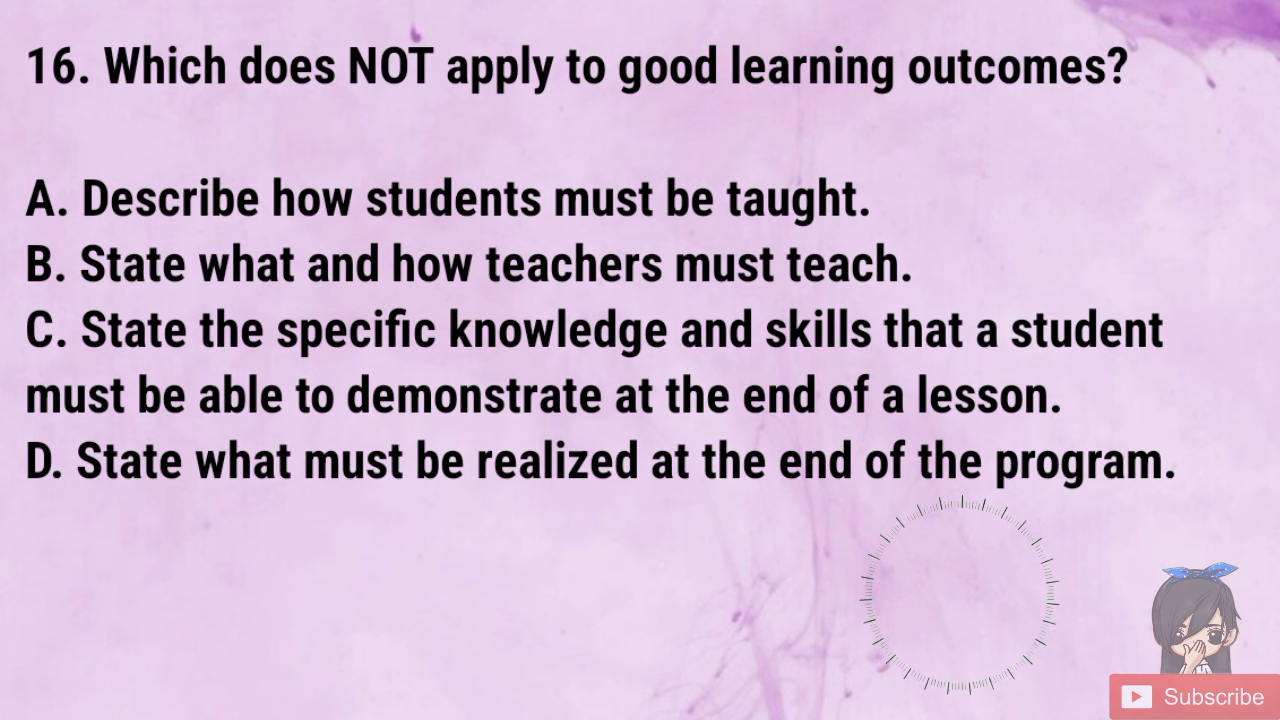 16. Which does NOT apply to good learning outcomes?
A. Describe how students must be taught.
B. State what and how teachers must teach.
C. State the specific knowledge and skills that a student
must be able to demonstrate at the end of a lesson.
D. State what must be realized at the end of the program.
Subscribe